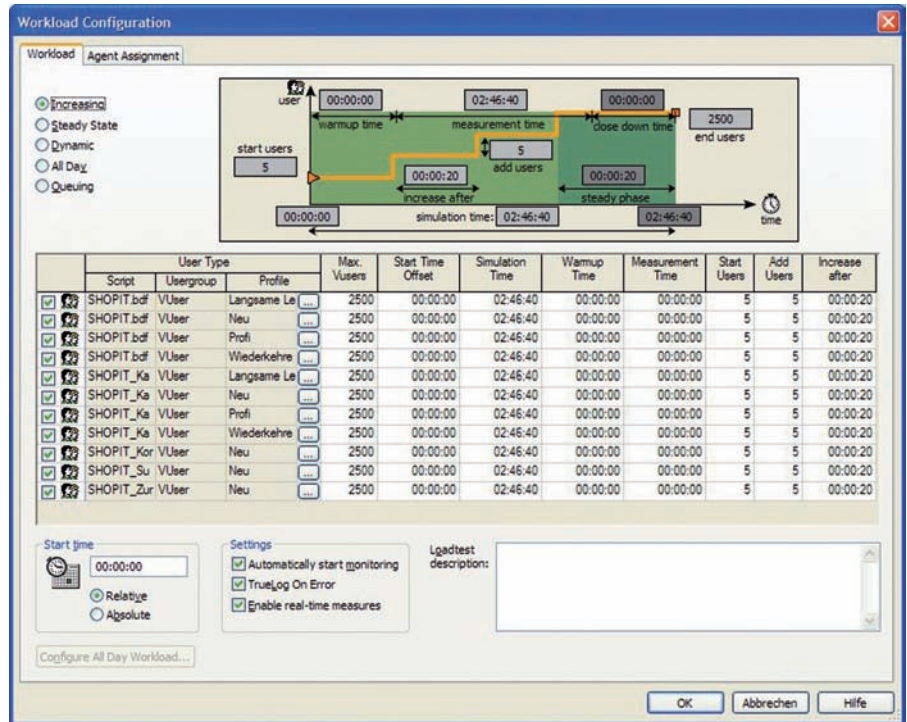 Workload Configuration
Workload Agent Assignment
Increasing
Steady State
Dynamic
All Day
Queuing
user 00:00:00 02:46:40 00:00:00
warmup time measurement time close down time
2500
end users
start users
5
5
add users
00:00:20 00:00:20
increase after steady phase
00:00:00 simulation time: 02:46:40 02:46:40
time
User Type Max. Vusers Start Time Offset Simulation Time Warmup Time Measurement Time Start Users Add Users Increase after
Script Usergroup Profile
SHOPIT.bdf VUser Langsame Le ... 2500 00:00:00 02:46:40 00:00:00 00:00:00 5 5 00:00:20
SHOPIT.bdf VUser Neu ... 2500 00:00:00 02:46:40 00:00:00 00:00:00 5 5 00:00:20
SHOPIT.bdf VUser Profi ... 2500 00:00:00 02:46:40 00:00:00 00:00:00 5 5 00:00:20
SHOPIT.bdf VUser Wiederkehre ... 2500 00:00:00 02:46:40 00:00:00 00:00:00 5 5 00:00:20
SHOPIT_Ka VUser Langsame Le ... 2500 00:00:00 02:46:40 00:00:00 00:00:00 5 5 00:00:20
SHOPIT_Ka VUser Neu ... 2500 00:00:00 02:46:40 00:00:00 00:00:00 5 5 00:00:20
SHOPIT_Ka VUser Profi ... 2500 00:00:00 02:46:40 00:00:00 00:00:00 5 5 00:00:20
SHOPIT_Ka VUser Wiederkehre ... 2500 00:00:00 02:46:40 00:00:00 00:00:00 5 5 00:00:20
SHOPIT_Kor VUser Neu ... 2500 00:00:00 02:46:40 00:00:00 00:00:00 5 5 00:00:20
SHOPIT_Su VUser Neu ... 2500 00:00:00 02:46:40 00:00:00 00:00:00 5 5 00:00:20
SHOPIT_Zur VUser Neu ... 2500 00:00:00 02:46:40 00:00:00 00:00:00 5 5 00:00:20
Start time
00:00:00
Relative
Absolute
Settings
Automatically start monitoring
TrueLog On Error
Enable real-time measures
Loadtest
description:
Configure All Day Workload...
OK Abbrechen Hilfe